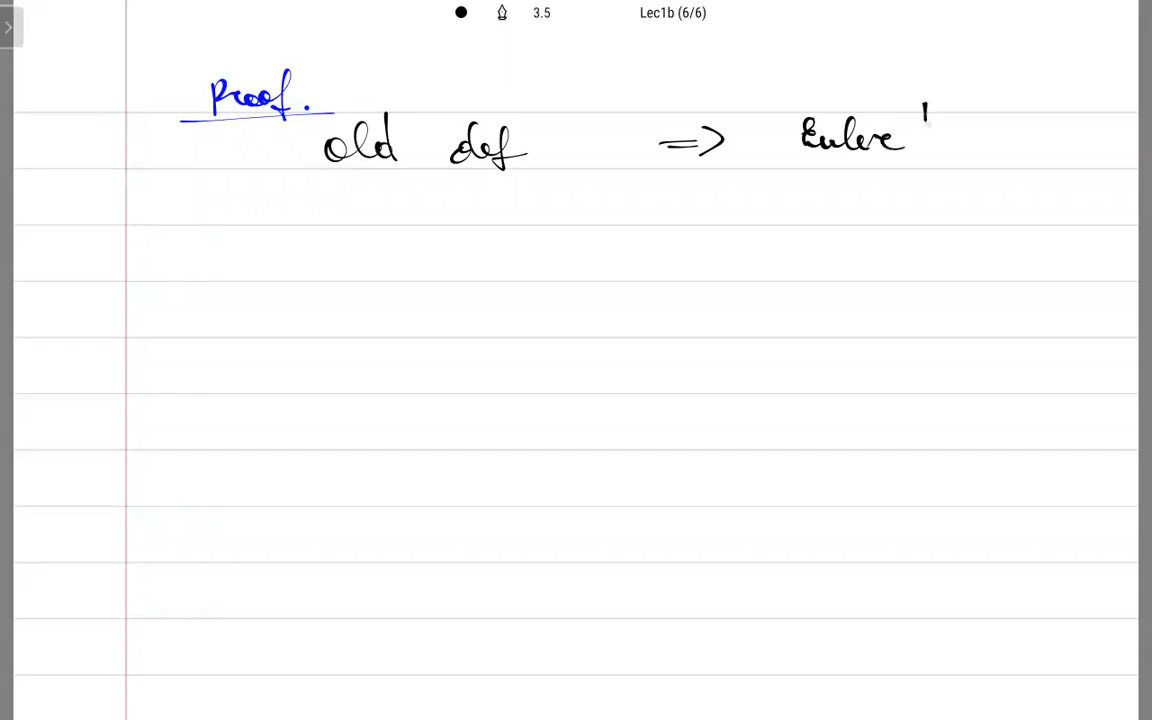 3.5 Lec1b (6/6)
Proof.
old def => Euler'